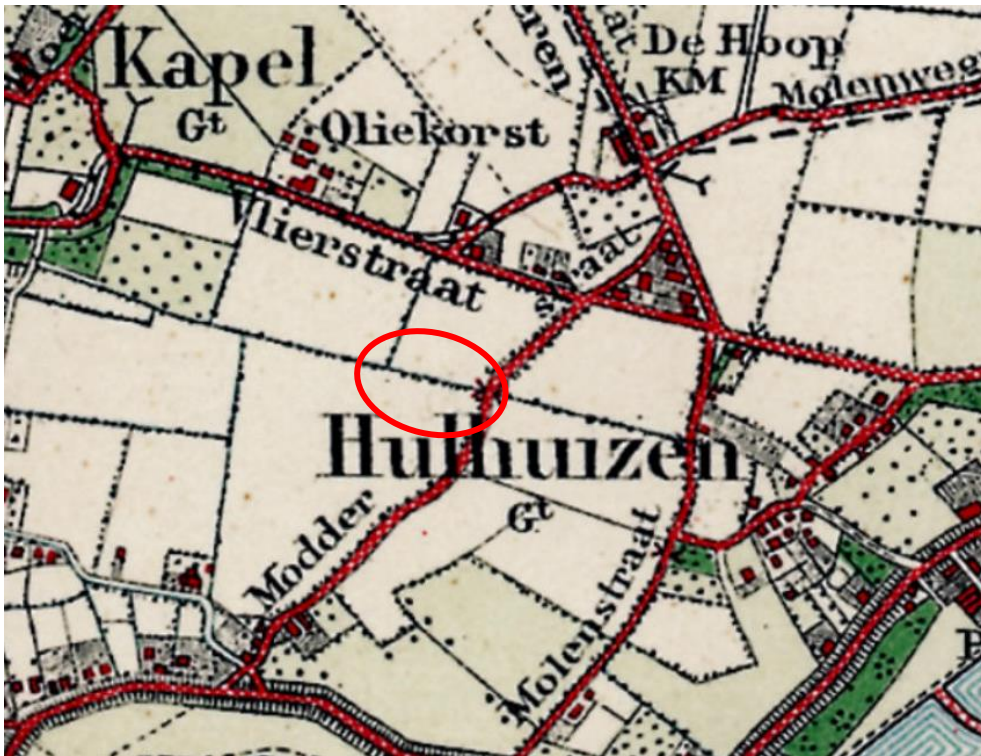 Kapel
Gt
Oliekorst
De Hoop
KM
Molenweg
Vlierstraat
straat
Hulhuizen
Gt
Modder
Molenstraat